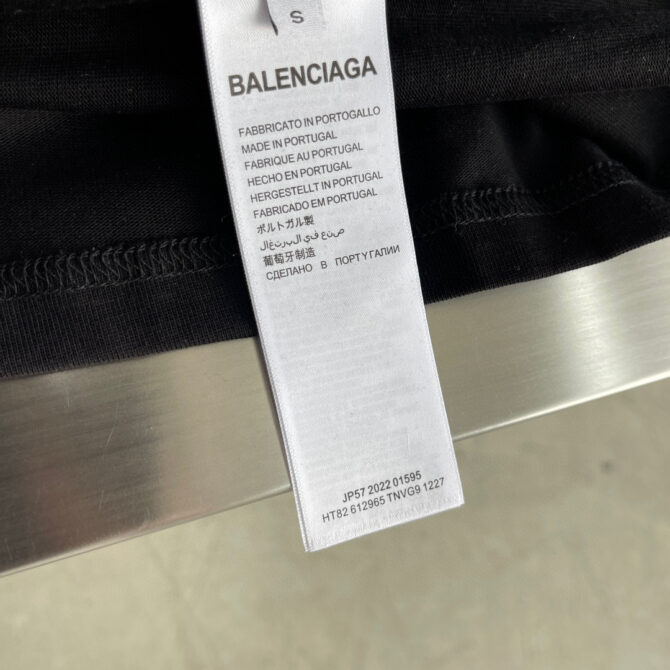 S
BALENCIAGA
FABBRICATO IN PORTOGALLO
MADE IN PORTUGAL
FABRIQUE AU PORTUGAL
HECHO EN PORTUGAL
HERGESTELLT IN PORTUGAL
FABRICADO EM PORTUGAL
ポルトガル製
صنع في البرتغال
葡萄牙制造
СДЕЛАНО В ПОРТУГАЛИИ
JP57 2022 01595
HT82 612965 TNVG9 1227